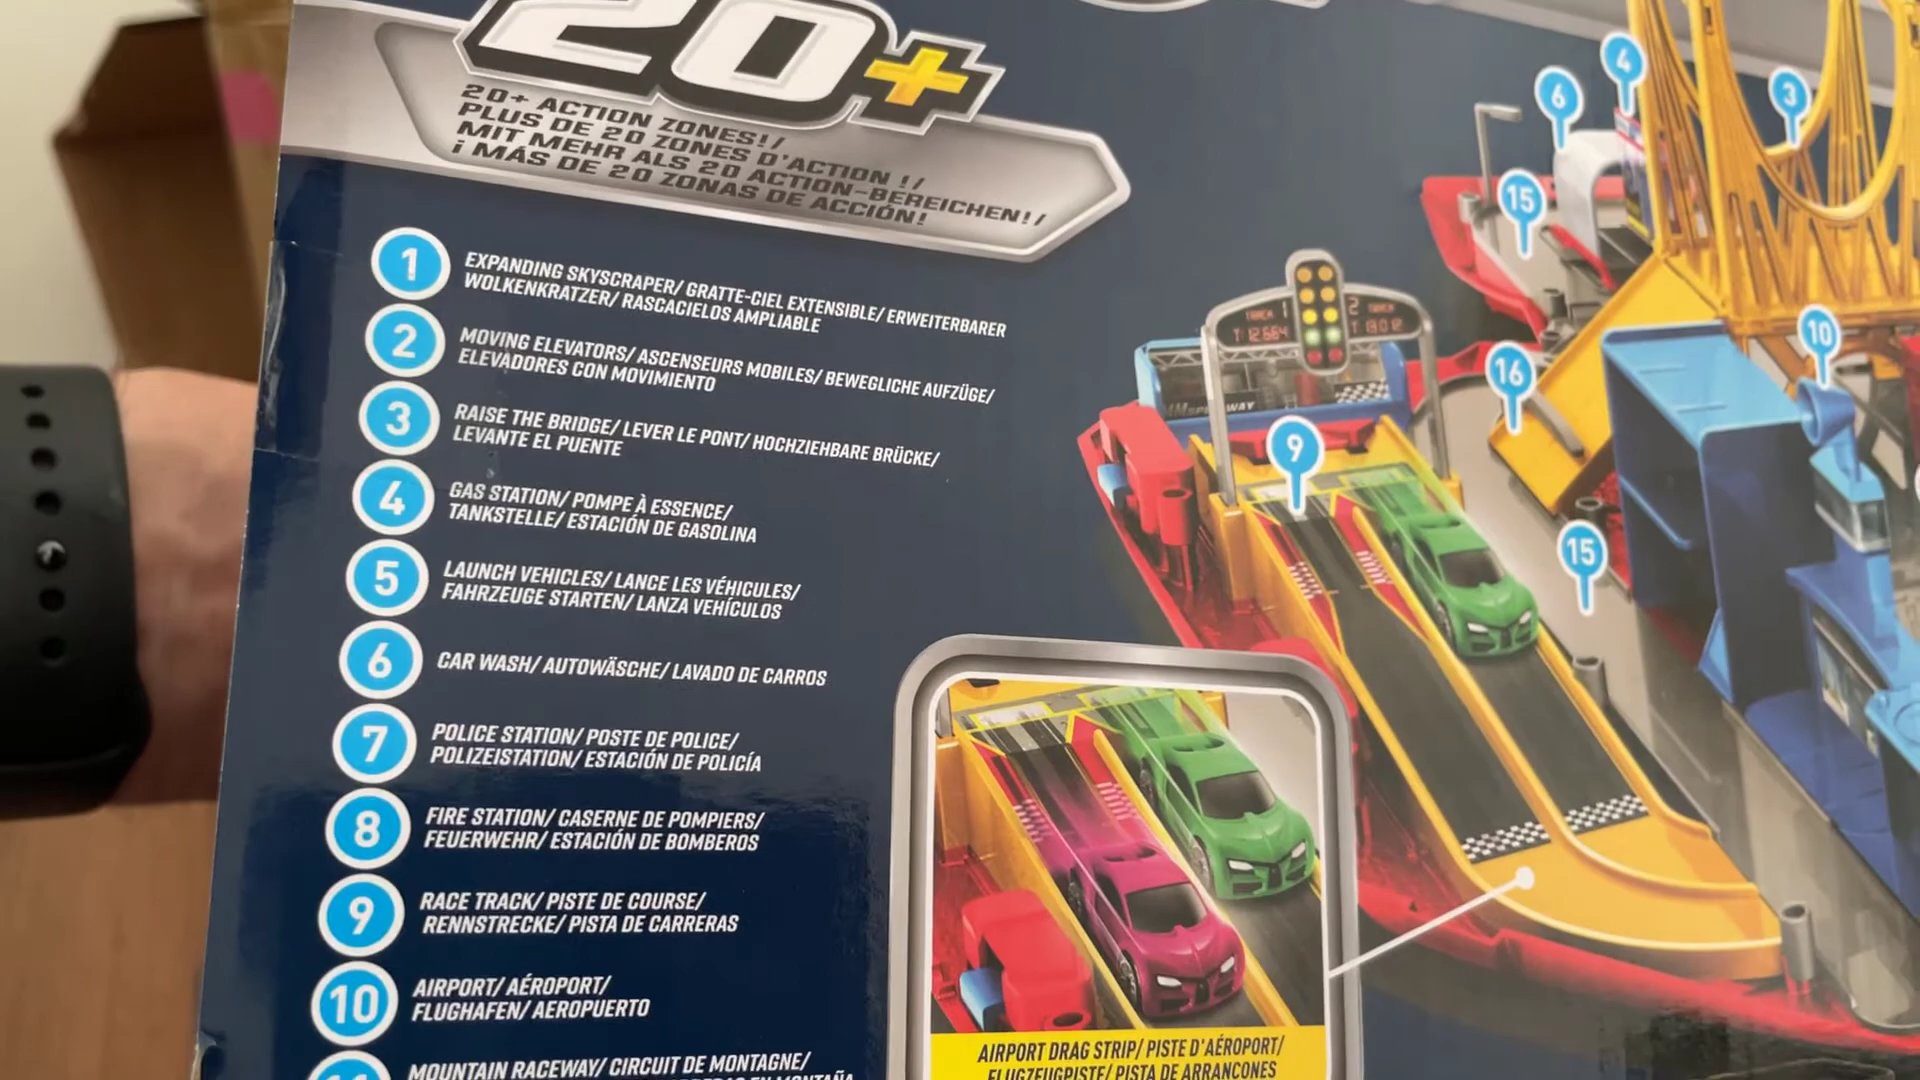 20+
20+ ACTION ZONES!/
PLUS DE 20 ZONES D'ACTION !/
MIT MEHR ALS 20 ACTION-BEREICHEN!/
¡ MÁS DE 20 ZONAS DE ACCIÓN!
1
EXPANDING SKYSCRAPER/ GRATTE-CIEL EXTENSIBLE/ ERWEITERBARER
WOLKENKRATZER/ RASCACIELOS AMPLIABLE
2
MOVING ELEVATORS/ ASCENSEURS MOBILES/ BEWEGLICHE AUFZÜGE/
ELEVADORES CON MOVIMIENTO
3
RAISE THE BRIDGE/ LEVER LE PONT/ HOCHZIEHBARE BRÜCKE/
LEVANTE EL PUENTE
4
GAS STATION/ POMPE À ESSENCE/
TANKSTELLE/ ESTACIÓN DE GASOLINA
5
LAUNCH VEHICLES/ LANCE LES VÉHICULES/
FAHRZEUGE STARTEN/ LANZA VEHÍCULOS
6
CAR WASH/ AUTOWÄSCHE/ LAVADO DE CARROS
7
POLICE STATION/ POSTE DE POLICE/
POLIZEISTATION/ ESTACIÓN DE POLICÍA
8
FIRE STATION/ CASERNE DE POMPIERS/
FEUERWEHR/ ESTACIÓN DE BOMBEROS
9
RACE TRACK/ PISTE DE COURSE/
RENNSTRECKE/ PISTA DE CARRERAS
10
AIRPORT/ AÉROPORT/
FLUGHAFEN/ AEROPUERTO
11
MOUNTAIN RACEWAY/ CIRCUIT DE MONTAGNE/
4
6
3
15
10
16
9
15
TRACK 1
2 TRACK
AIRPORT DRAG STRIP/ PISTE D'AÉROPORT/
FLUGZEUGPISTE/ PISTA DE ARRANCONES